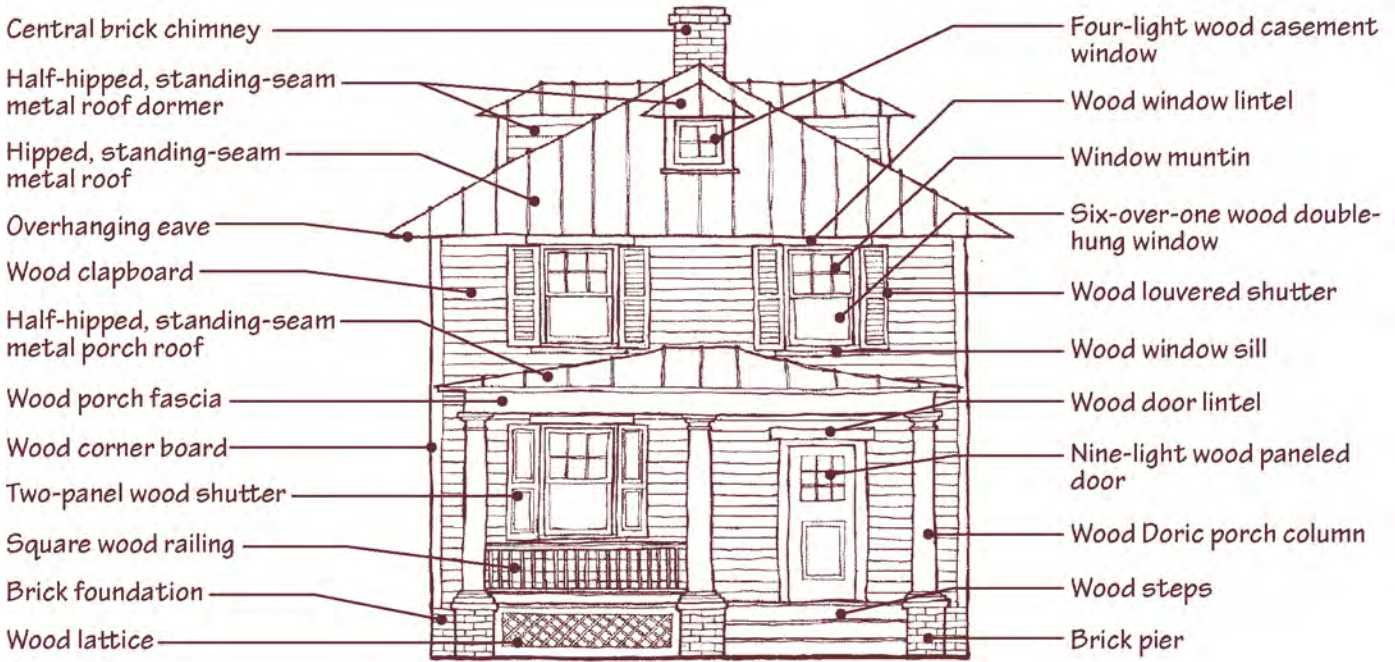 Central brick chimney
Half-hipped, standing-seam
metal roof dormer
Hipped, standing-seam
metal roof
Overhanging eave
Wood clapboard
Half-hipped, standing-seam
metal porch roof
Wood porch fascia
Wood corner board
Two-panel wood shutter
Square wood railing
Brick foundation
Wood lattice
Four-light wood casement
window
Wood window lintel
Window muntin
Six-over-one wood double-
hung window
Wood louvered shutter
Wood window sill
Wood door lintel
Nine-light wood paneled
door
Wood Doric porch column
Wood steps
Brick pier